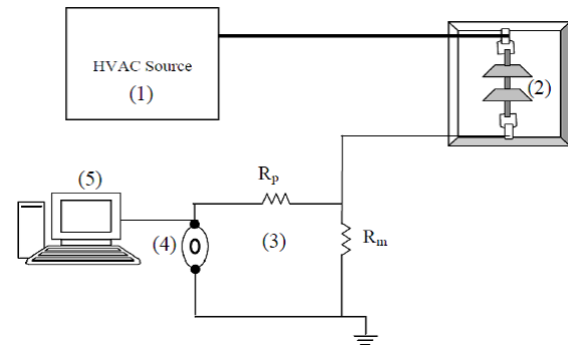 HVAC Source
(1)
(2)
(5)
Rp
(4)
(3)
Rm